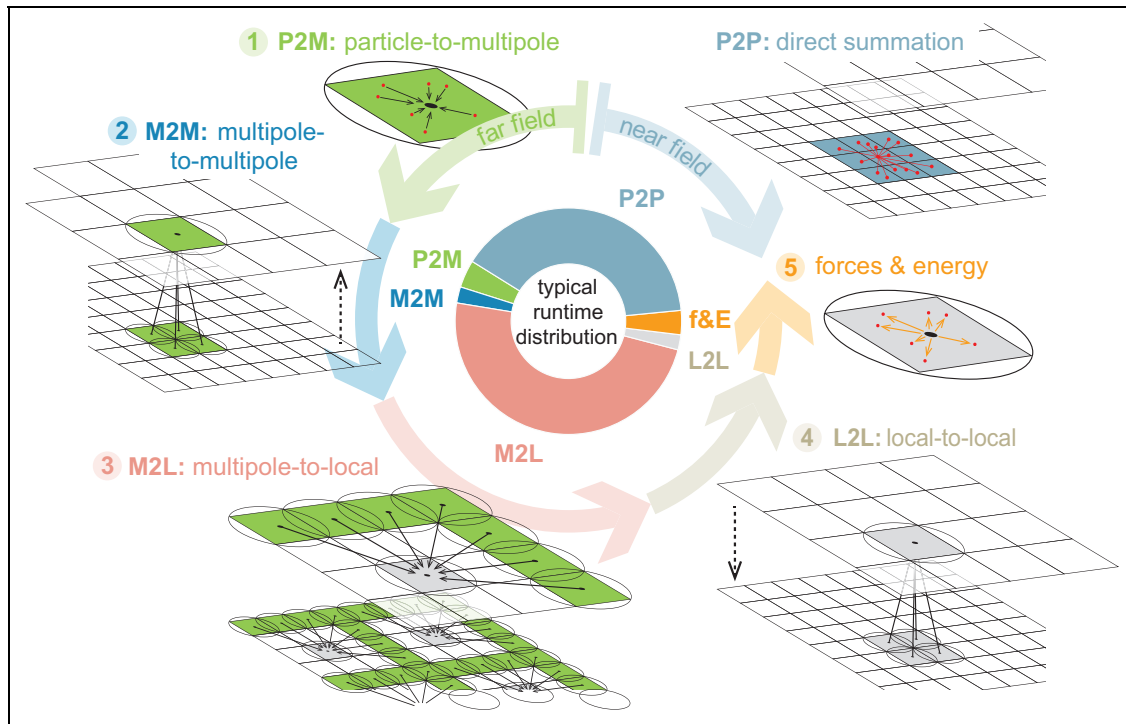 1 P2M: particle-to-multipole
P2P: direct summation
2 M2M: multipole-
to-multipole
far field
near field
P2P
P2M
M2M
typical
runtime
distribution
f&E
L2L
M2L
5 forces & energy
3 M2L: multipole-to-local
4 L2L: local-to-local